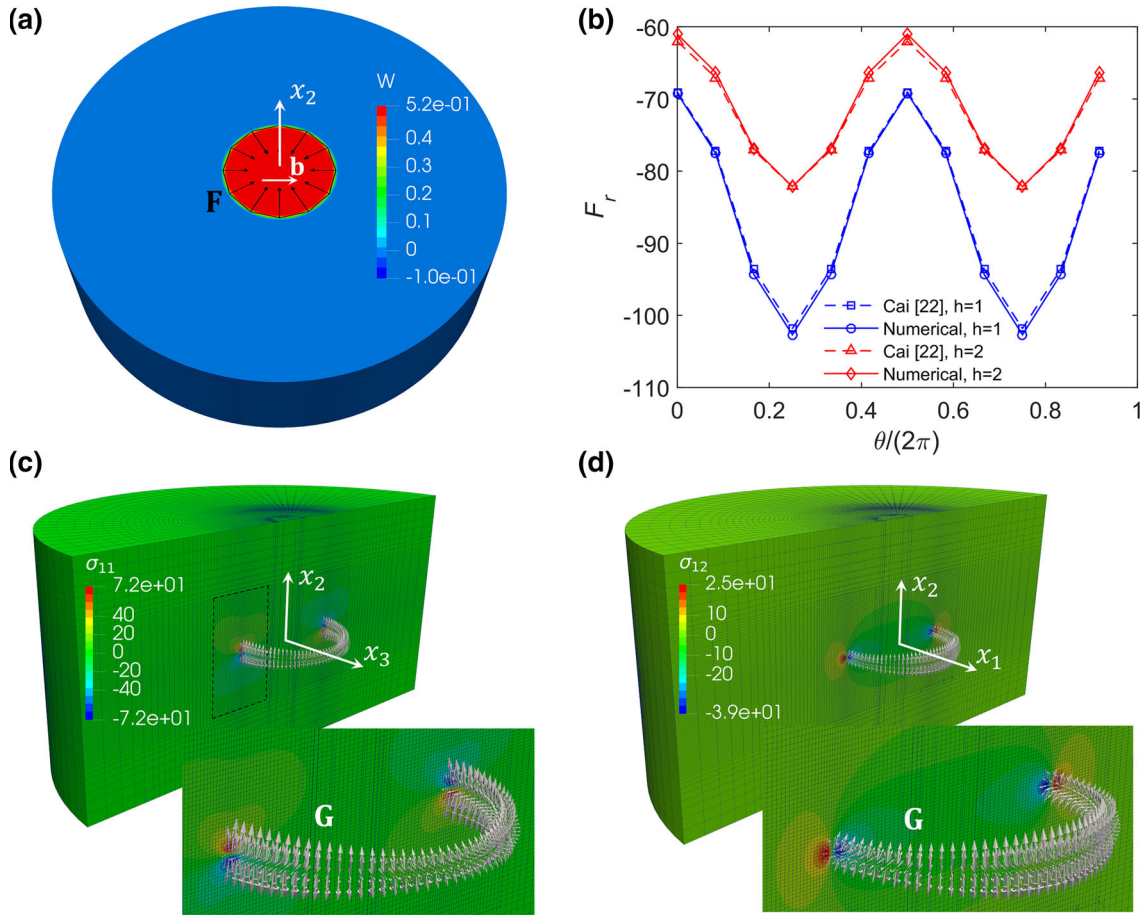 (a)
x₂
b
F
W
5.2e-01
0.4
0.3
0.2
0.1
0
-1.0e-01
(b)
-60
-70
-80
-90
-100
-110
F_r
Cai [22], h=1
Numerical, h=1
Cai [22], h=2
Numerical, h=2
0 0.2 0.4 0.6 0.8 1
θ/(2π)
(c)
σ₁₁
7.2e+01
40
20
0
-20
-40
-7.2e+01
x₂
x₃
G
(d)
σ₁₂
2.5e+01
10
0
-10
-20
-3.9e+01
x₂
x₁
G